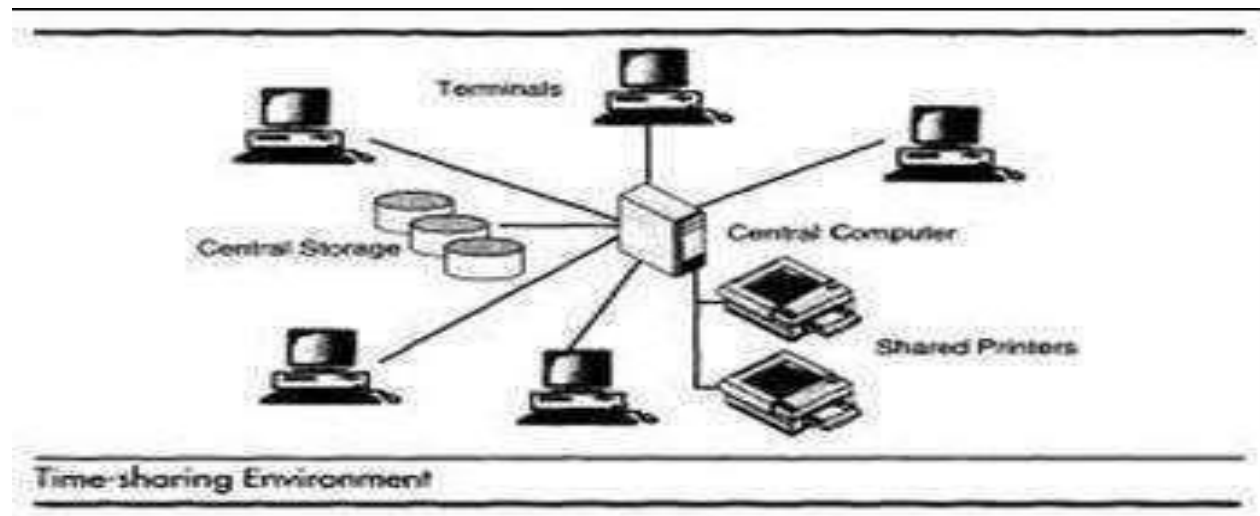 Terminals
Central Storage
Central Computer
Shared Printers
Time-sharing Environment